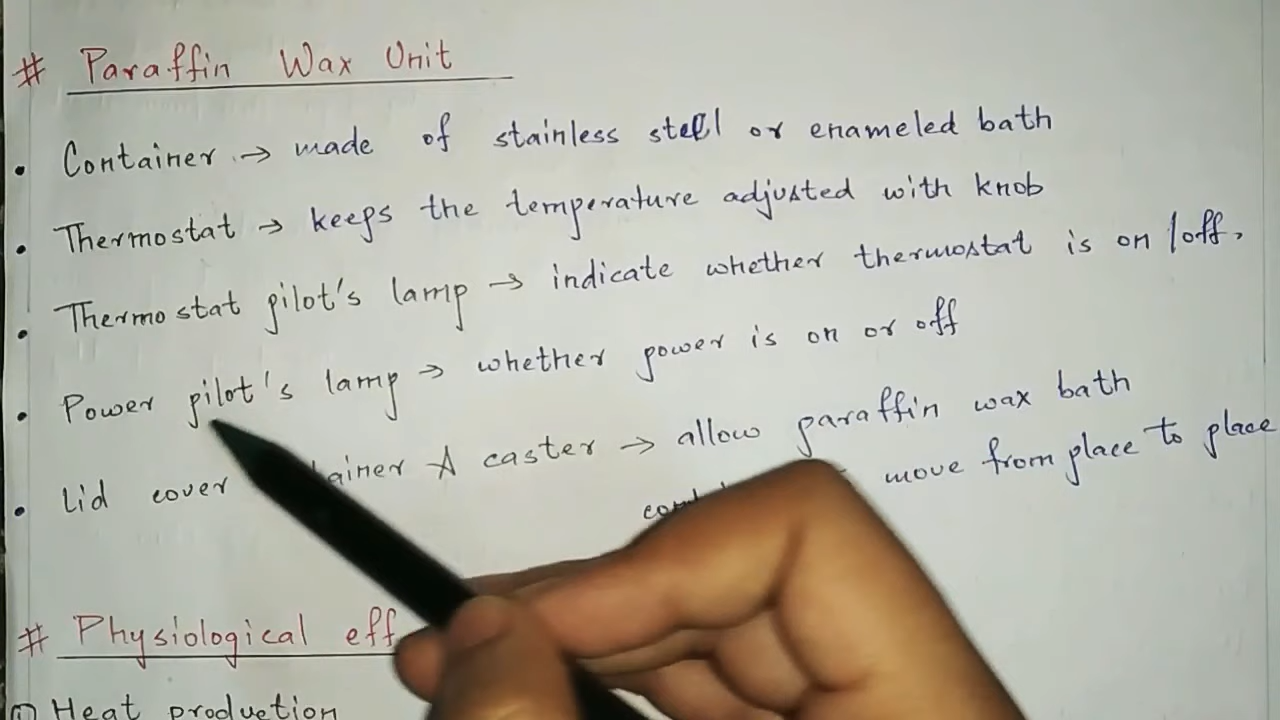 # Paraffin Wax Unit
• Container → made of stainless steel or enameled bath
• Thermostat → keeps the temperature adjusted with knob
• Thermostat pilot's lamp → indicate whether thermostat is on/off.
• Power pilot's lamp → whether power is on or off
• Lid cover & caster → allow paraffin wax bath
move from place to place
# Physiological
1) Heat production